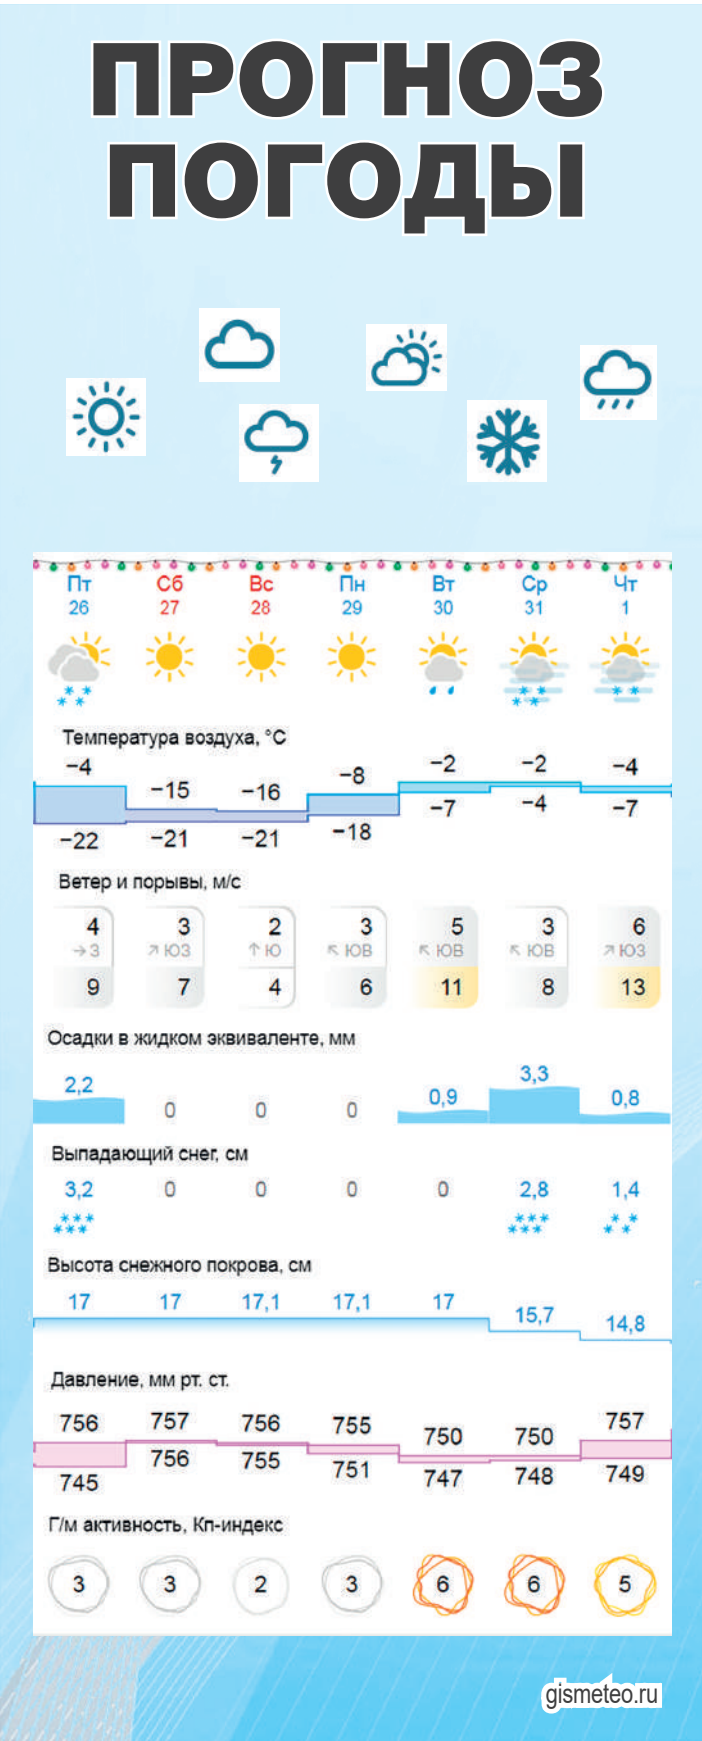 ПРОГНОЗ
ПОГОДЫ
Пт Сб Вс Пн Вт Ср Чт
26 27 28 29 30 31 1
Температура воздуха, °C
−4 −15 −16 −8 −2 −2 −4
−22 −21 −21 −18 −7 −4 −7
Ветер и порывы, м/с
4 3 2 3 5 3 6
→ З ↗ ЮЗ ↑ Ю ↖ ЮВ ↖ ЮВ ↖ ЮВ ↗ ЮЗ
9 7 4 6 11 8 13
Осадки в жидком эквиваленте, мм
2,2 0 0 0 0,9 3,3 0,8
Выпадающий снег, см
3,2 0 0 0 0 2,8 1,4
Высота снежного покрова, см
17 17 17,1 17,1 17 15,7 14,8
Давление, мм рт. ст.
756 757 756 755 750 750 757
745 756 755 751 747 748 749
Г/м активность, Кп-индекс
3 3 2 3 6 6 5
gismeteo.ru